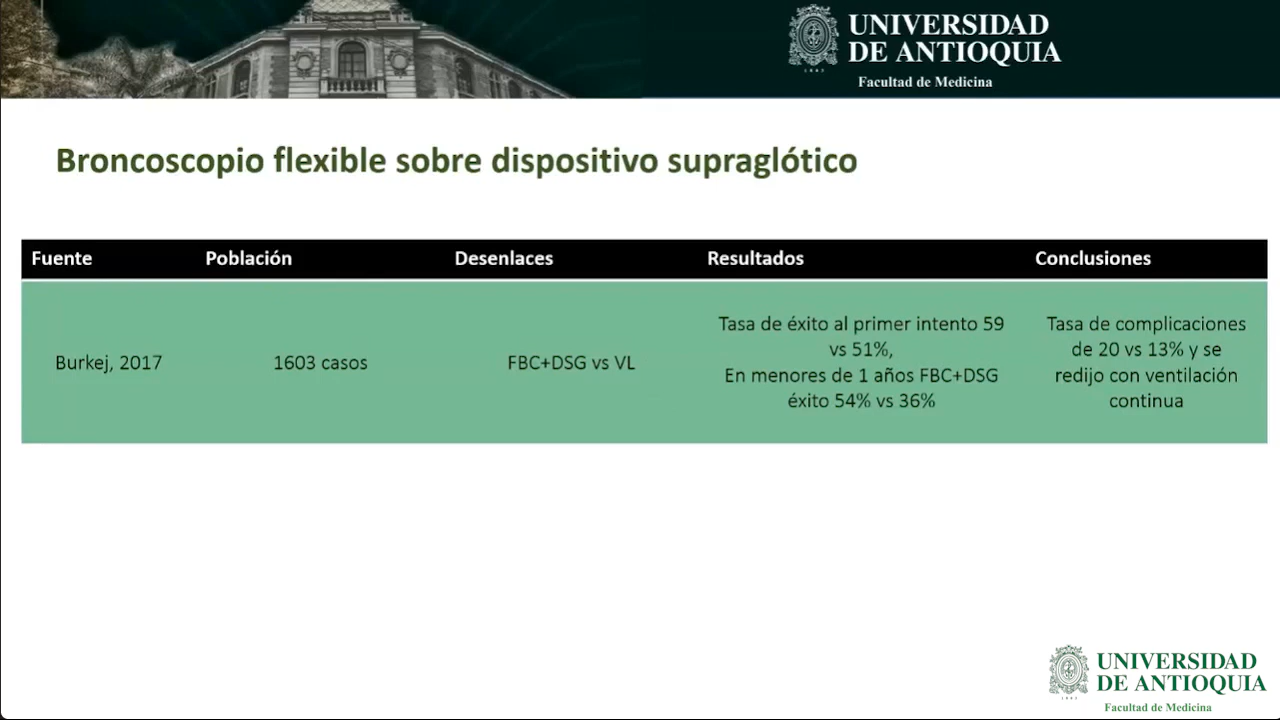 UNIVERSIDAD
DE ANTIOQUIA
Facultad de Medicina
Broncoscopio flexible sobre dispositivo supraglótico
Fuente Población Desenlaces Resultados Conclusiones
Burkej, 2017
1603 casos
FBC+DSG vs VL
Tasa de éxito al primer intento 59
vs 51%,
En menores de 1 años FBC+DSG
éxito 54% vs 36%
Tasa de complicaciones
de 20 vs 13% y se
redijo con ventilación
continua
UNIVERSIDAD
DE ANTIOQUIA
Facultad de Medicina